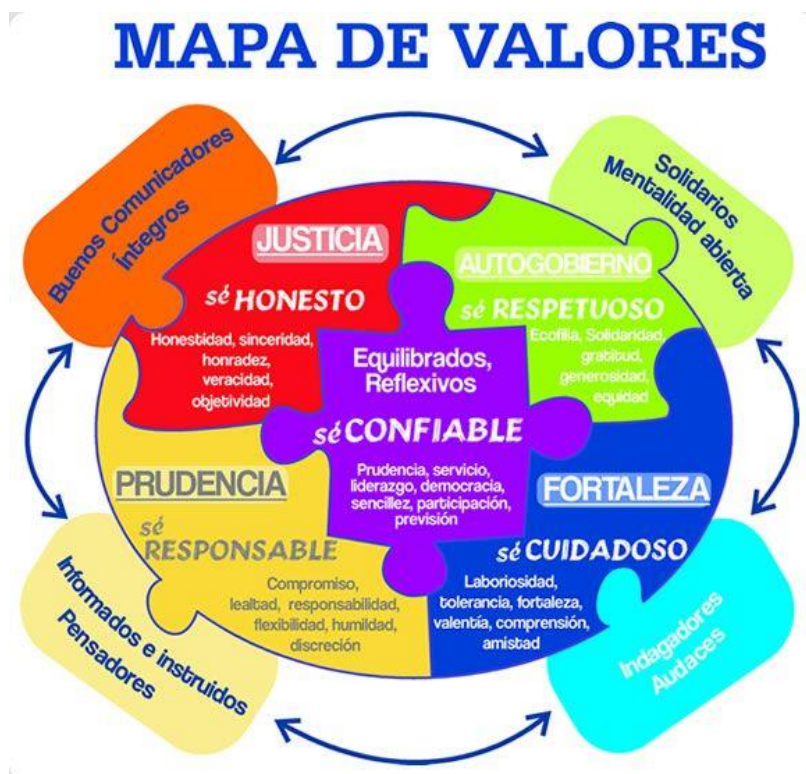 MAPA DE VALORES
Buenos Comunicadores
Íntegros
Solidarios
Mentalidad abierta
JUSTICIA
sé HONESTO
Honestidad, sinceridad,
honradez,
veracidad,
objetividad
AUTOGOBIERNO
sé RESPETUOSO
Ecofilia, Solidaridad,
gratitud,
generosidad,
equidad
Equilibrados,
Reflexivos
sé CONFIABLE
Prudencia, servicio,
liderazgo, democracia,
sencillez, participación,
previsión
PRUDENCIA
sé
RESPONSABLE
Compromiso,
lealtad, responsabilidad,
flexibilidad, humildad,
discreción
FORTALEZA
sé CUIDADOSO
Laboriosidad,
tolerancia, fortaleza,
valentía, comprensión,
amistad
Informados e instruidos
Pensadores
Indagadores
Audaces